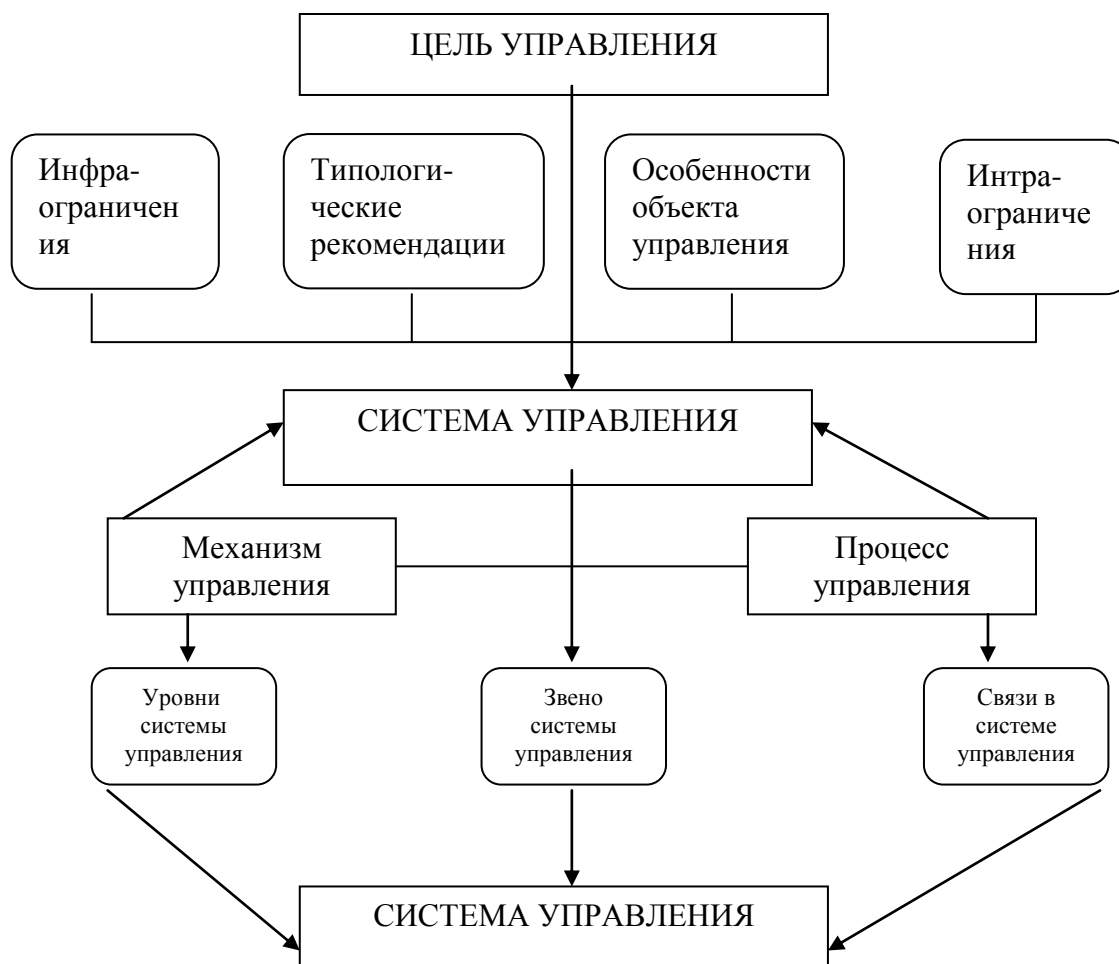 ЦЕЛЬ УПРАВЛЕНИЯ
Инфра-
ограничен
ия
Типологи-
ческие
рекомендации
Особенности
объекта
управления
Интра-
ограниче
ния
СИСТЕМА УПРАВЛЕНИЯ
Механизм
управления
Процесс
управления
Уровни
системы
управления
Звено
системы
управления
Связи в
системе
управления
СИСТЕМА УПРАВЛЕНИЯ